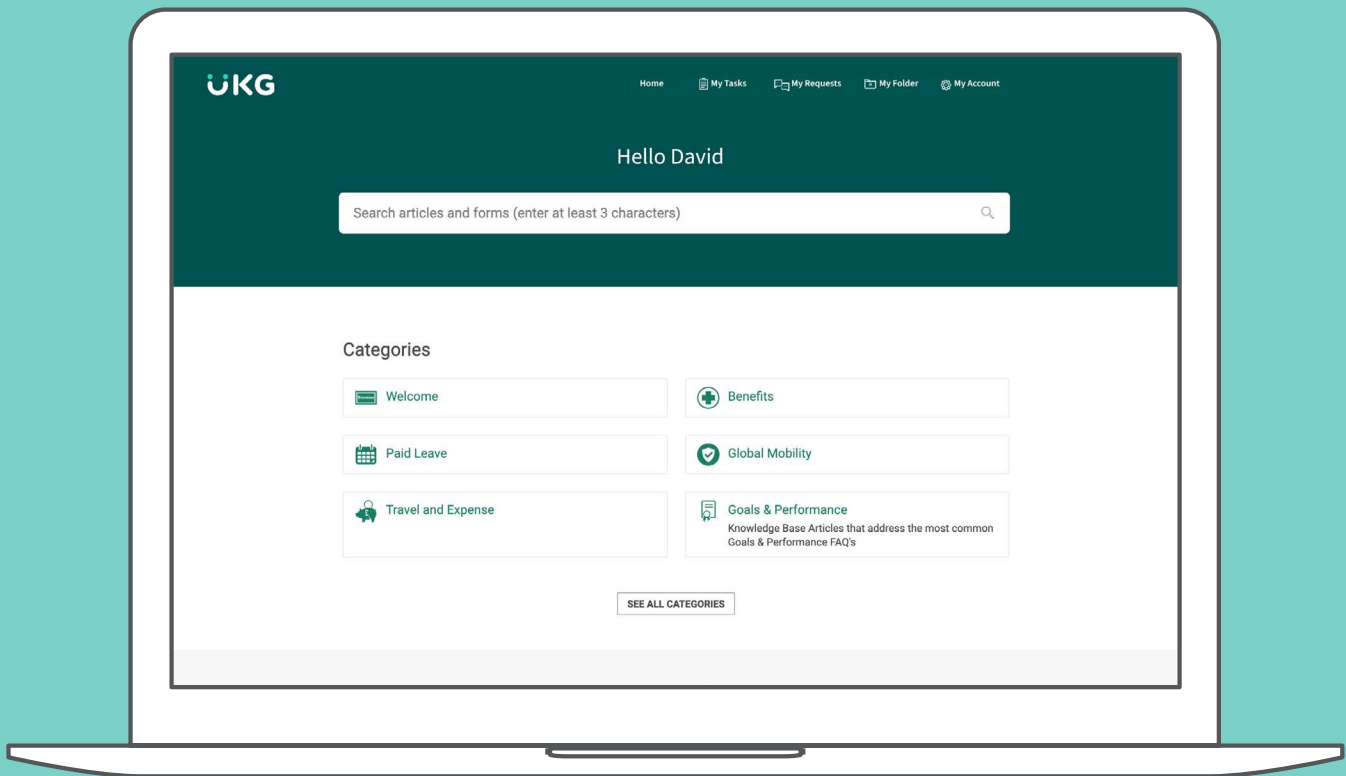 UKG
Home My Tasks My Requests My Folder My Account
Hello David
Search articles and forms (enter at least 3 characters)
Categories
Welcome
Benefits
Paid Leave
Global Mobility
Travel and Expense
Goals & Performance
Knowledge Base Articles that address the most common
Goals & Performance FAQ's
SEE ALL CATEGORIES